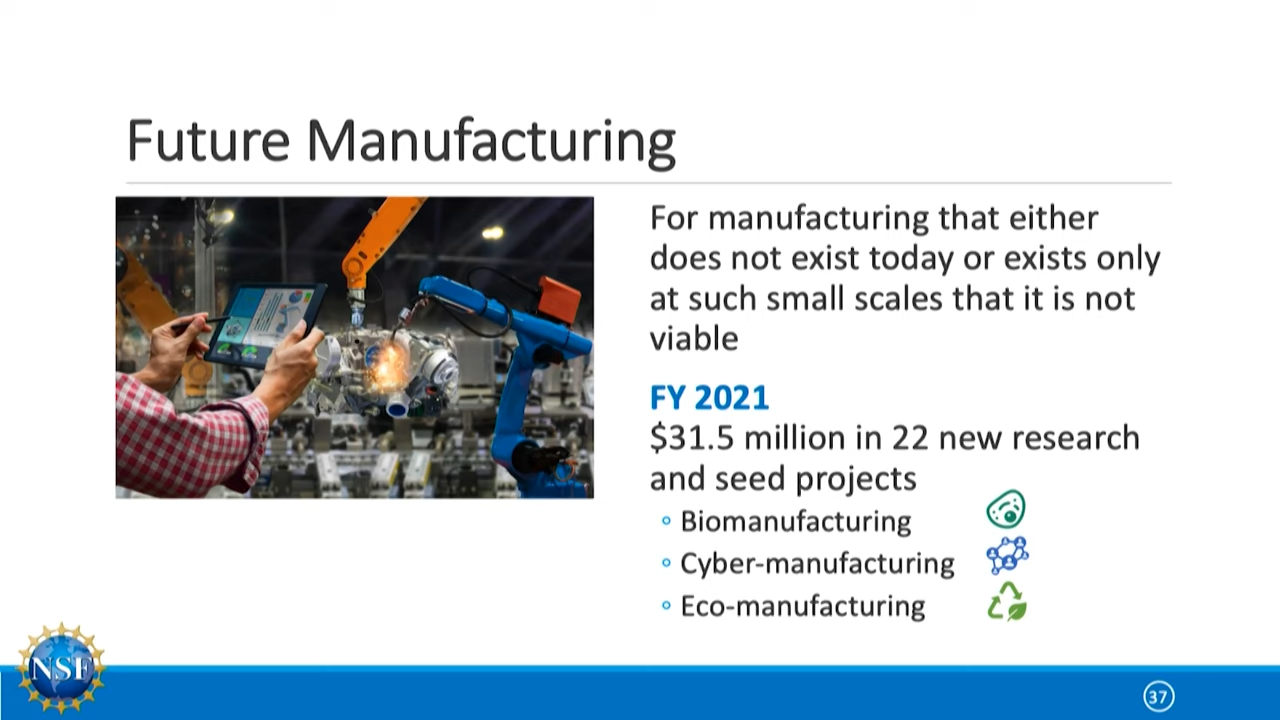 Future Manufacturing
For manufacturing that either
does not exist today or exists only
at such small scales that it is not
viable
FY 2021
$31.5 million in 22 new research
and seed projects
Biomanufacturing
Cyber-manufacturing
Eco-manufacturing
NSF
37